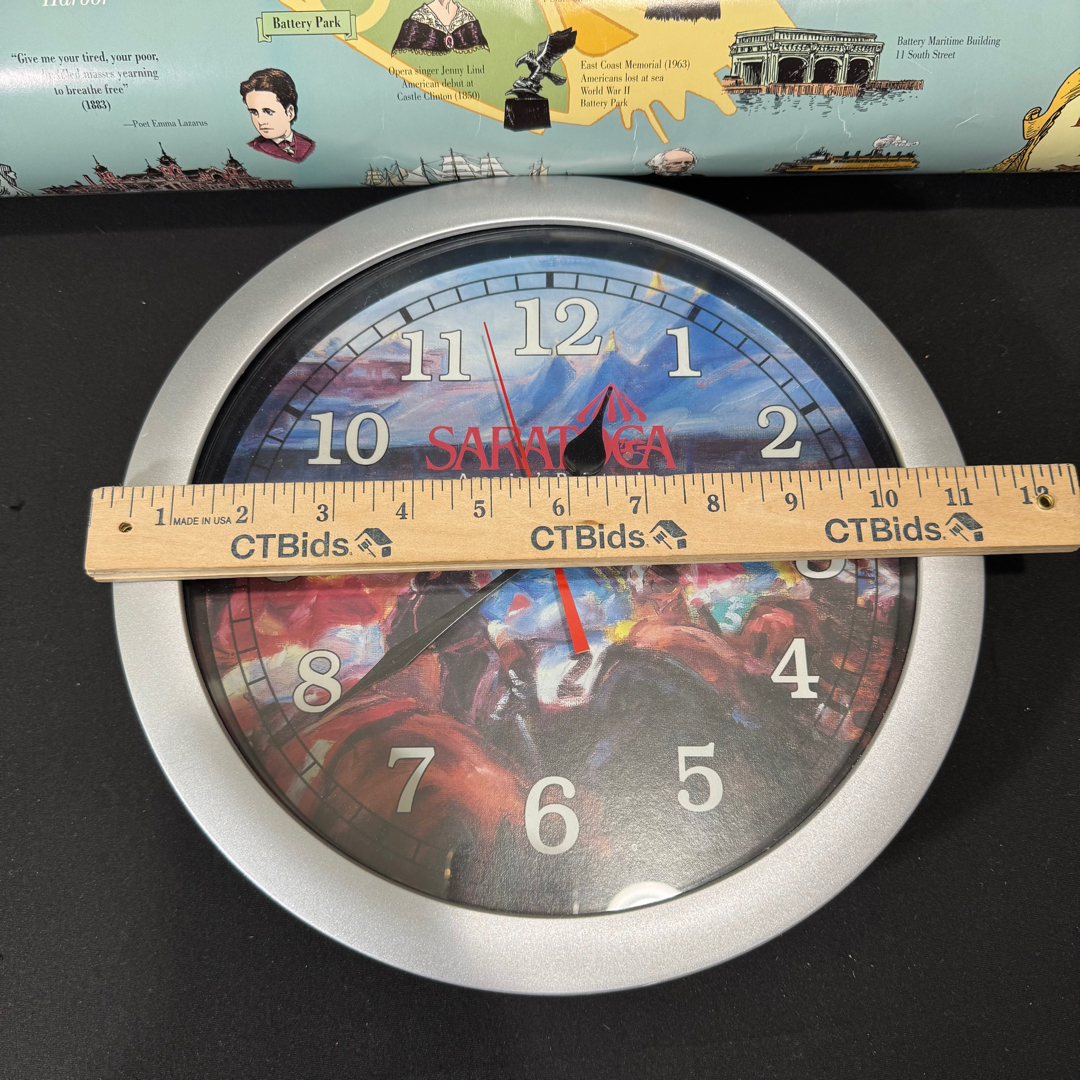 Harbor
Battery Park
"Give me your tired, your poor,
masses yearning
to breathe free"
(1883)
—Poet Emma Lazarus
Opera singer Jenny Lind
American debut at
Castle Clinton (1850)
East Coast Memorial (1963)
Americans lost at sea
World War II
Battery Park
Battery Maritime Building
11 South Street
12
11
1
10
2
SARATOGA
1 MADE IN USA 2 3 4 5 6 7 8 9 10 11 12
CTBids CTBids CTBids
8
4
7
5
6